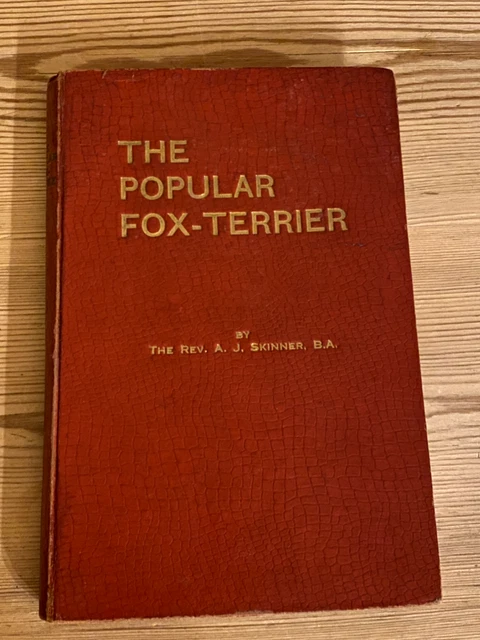 THE
POPULAR
FOX-TERRIER
BY
THE REV. A. J. SKINNER, B.A.